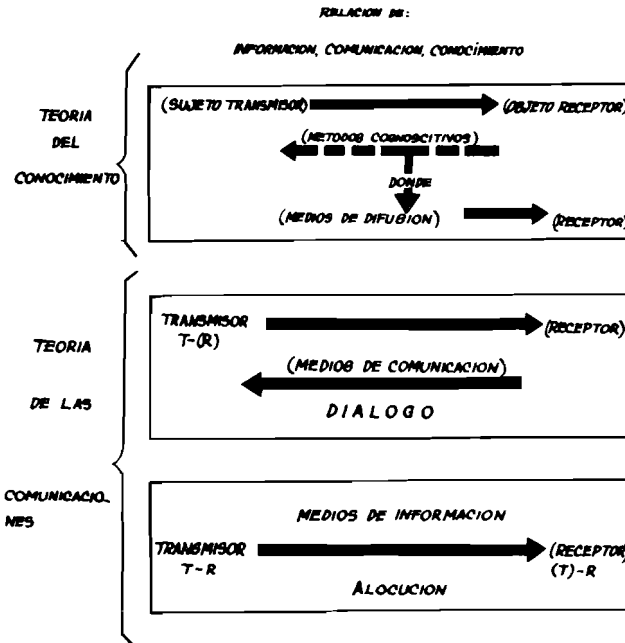 RELACION DE:
INFORMACION, COMUNICACION, CONOCIMIENTO
TEORIA
DEL
CONOCIMIENTO
(SUJETO TRANSMISOR)
(OBJETO RECEPTOR)
(METODOS COGNOSCITIVOS)
DONDE
(MEDIOS DE DIFUSION)
(RECEPTOR)
TEORIA
DE LAS
COMUNICACIO_
NES
TRANSMISOR
T-(R)
(RECEPTOR)
(MEDIOS DE COMUNICACION)
DIALOGO
MEDIOS DE INFORMACION
TRANSMISOR
T-R
(RECEPTOR)
(T)-R
ALOCUCION